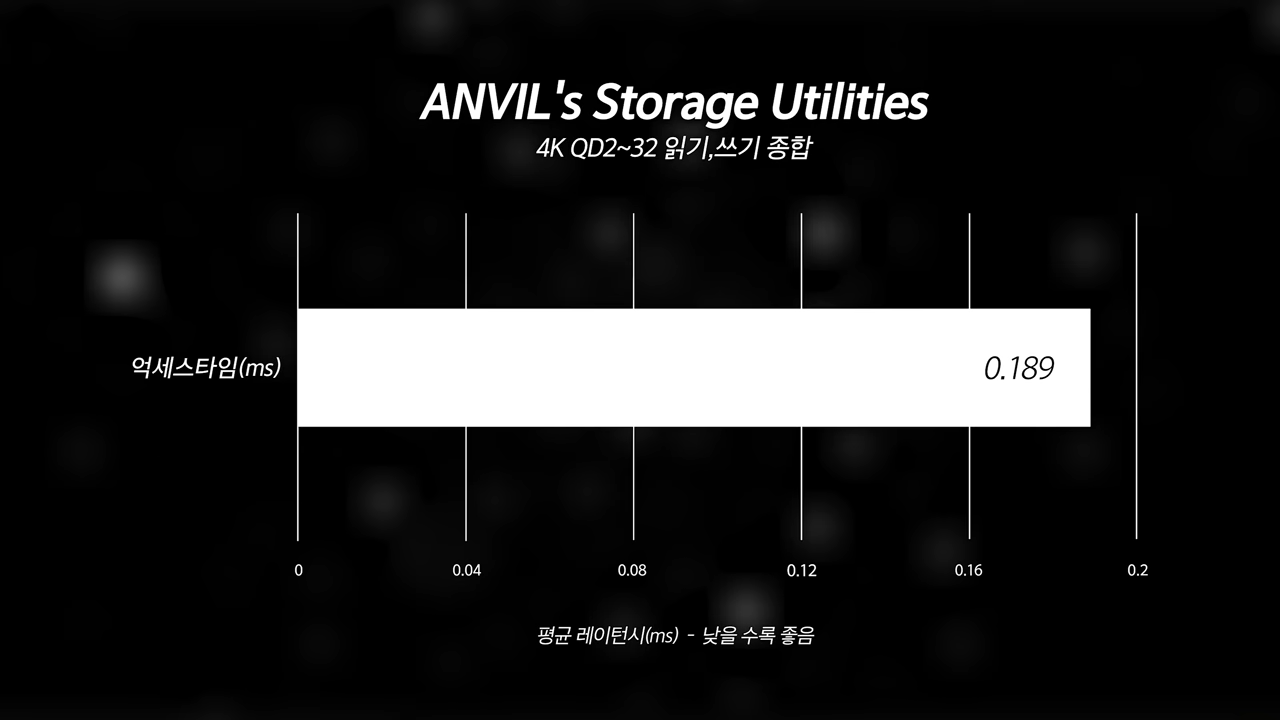 ANVIL's Storage Utilities
4K QD2~32 읽기,쓰기 종합
억세스타임(ms)
0.189
0 0.04 0.08 0.12 0.16 0.2
평균 레이턴시(ms) - 낮을 수록 좋음